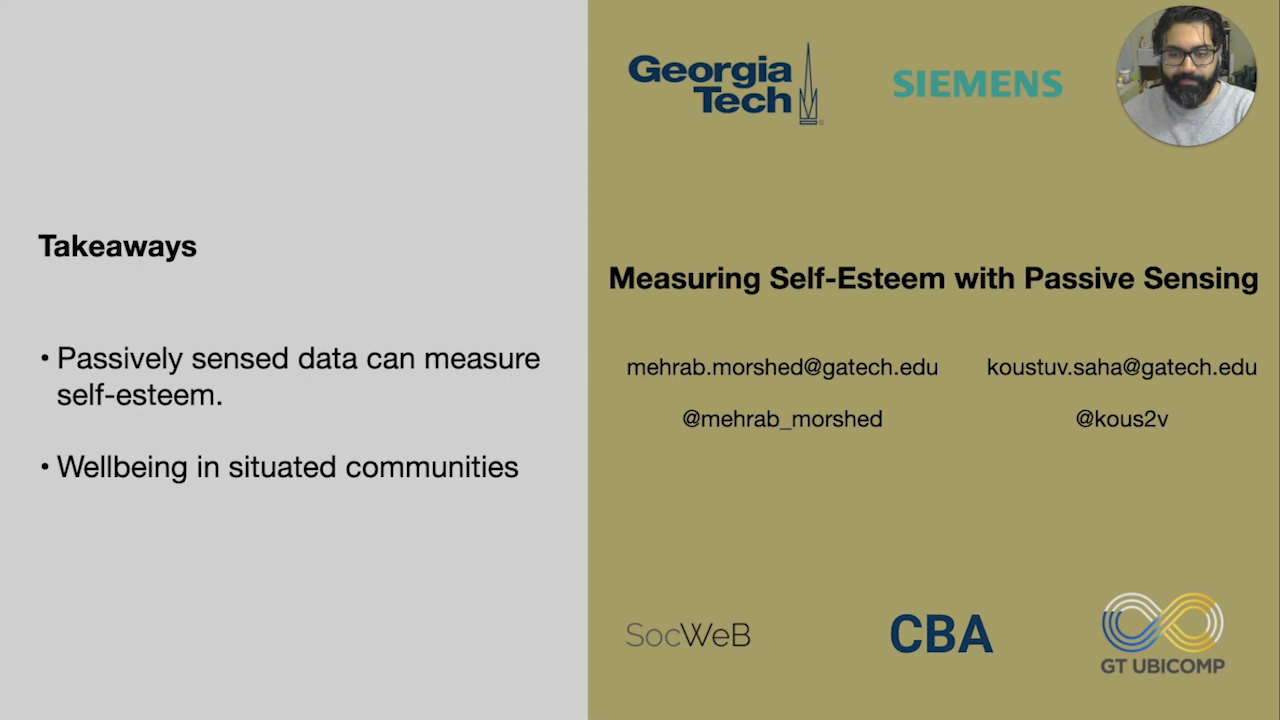 Takeaways
• Passively sensed data can measure
self-esteem.
• Wellbeing in situated communities
Georgia
Tech
®
SIEMENS
Measuring Self-Esteem with Passive Sensing
mehrab.morshed@gatech.edu
koustuv.saha@gatech.edu
@mehrab_morshed
@kous2v
SocWeB
CBA
GT UBICOMP